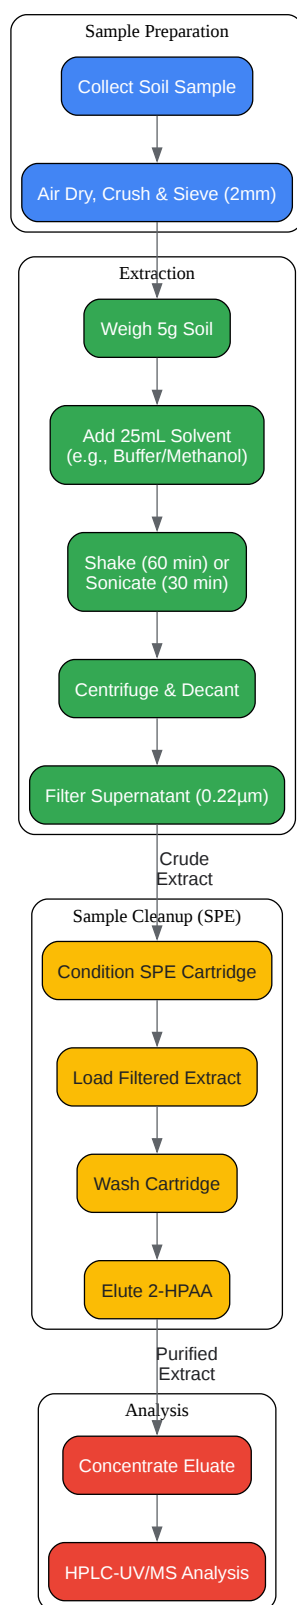 Sample Preparation
Collect Soil Sample
Air Dry, Crush & Sieve (2mm)
Extraction
Weigh 5g Soil
Add 25mL Solvent
(e.g., Buffer/Methanol)
Shake (60 min) or
Sonicate (30 min)
Centrifuge & Decant
Filter Supernatant (0.22µm)
Crude
Extract
Sample Cleanup (SPE)
Condition SPE Cartridge
Load Filtered Extract
Wash Cartridge
Elute 2-HPAA
Purified
Extract
Analysis
Concentrate Eluate
HPLC-UV/MS Analysis